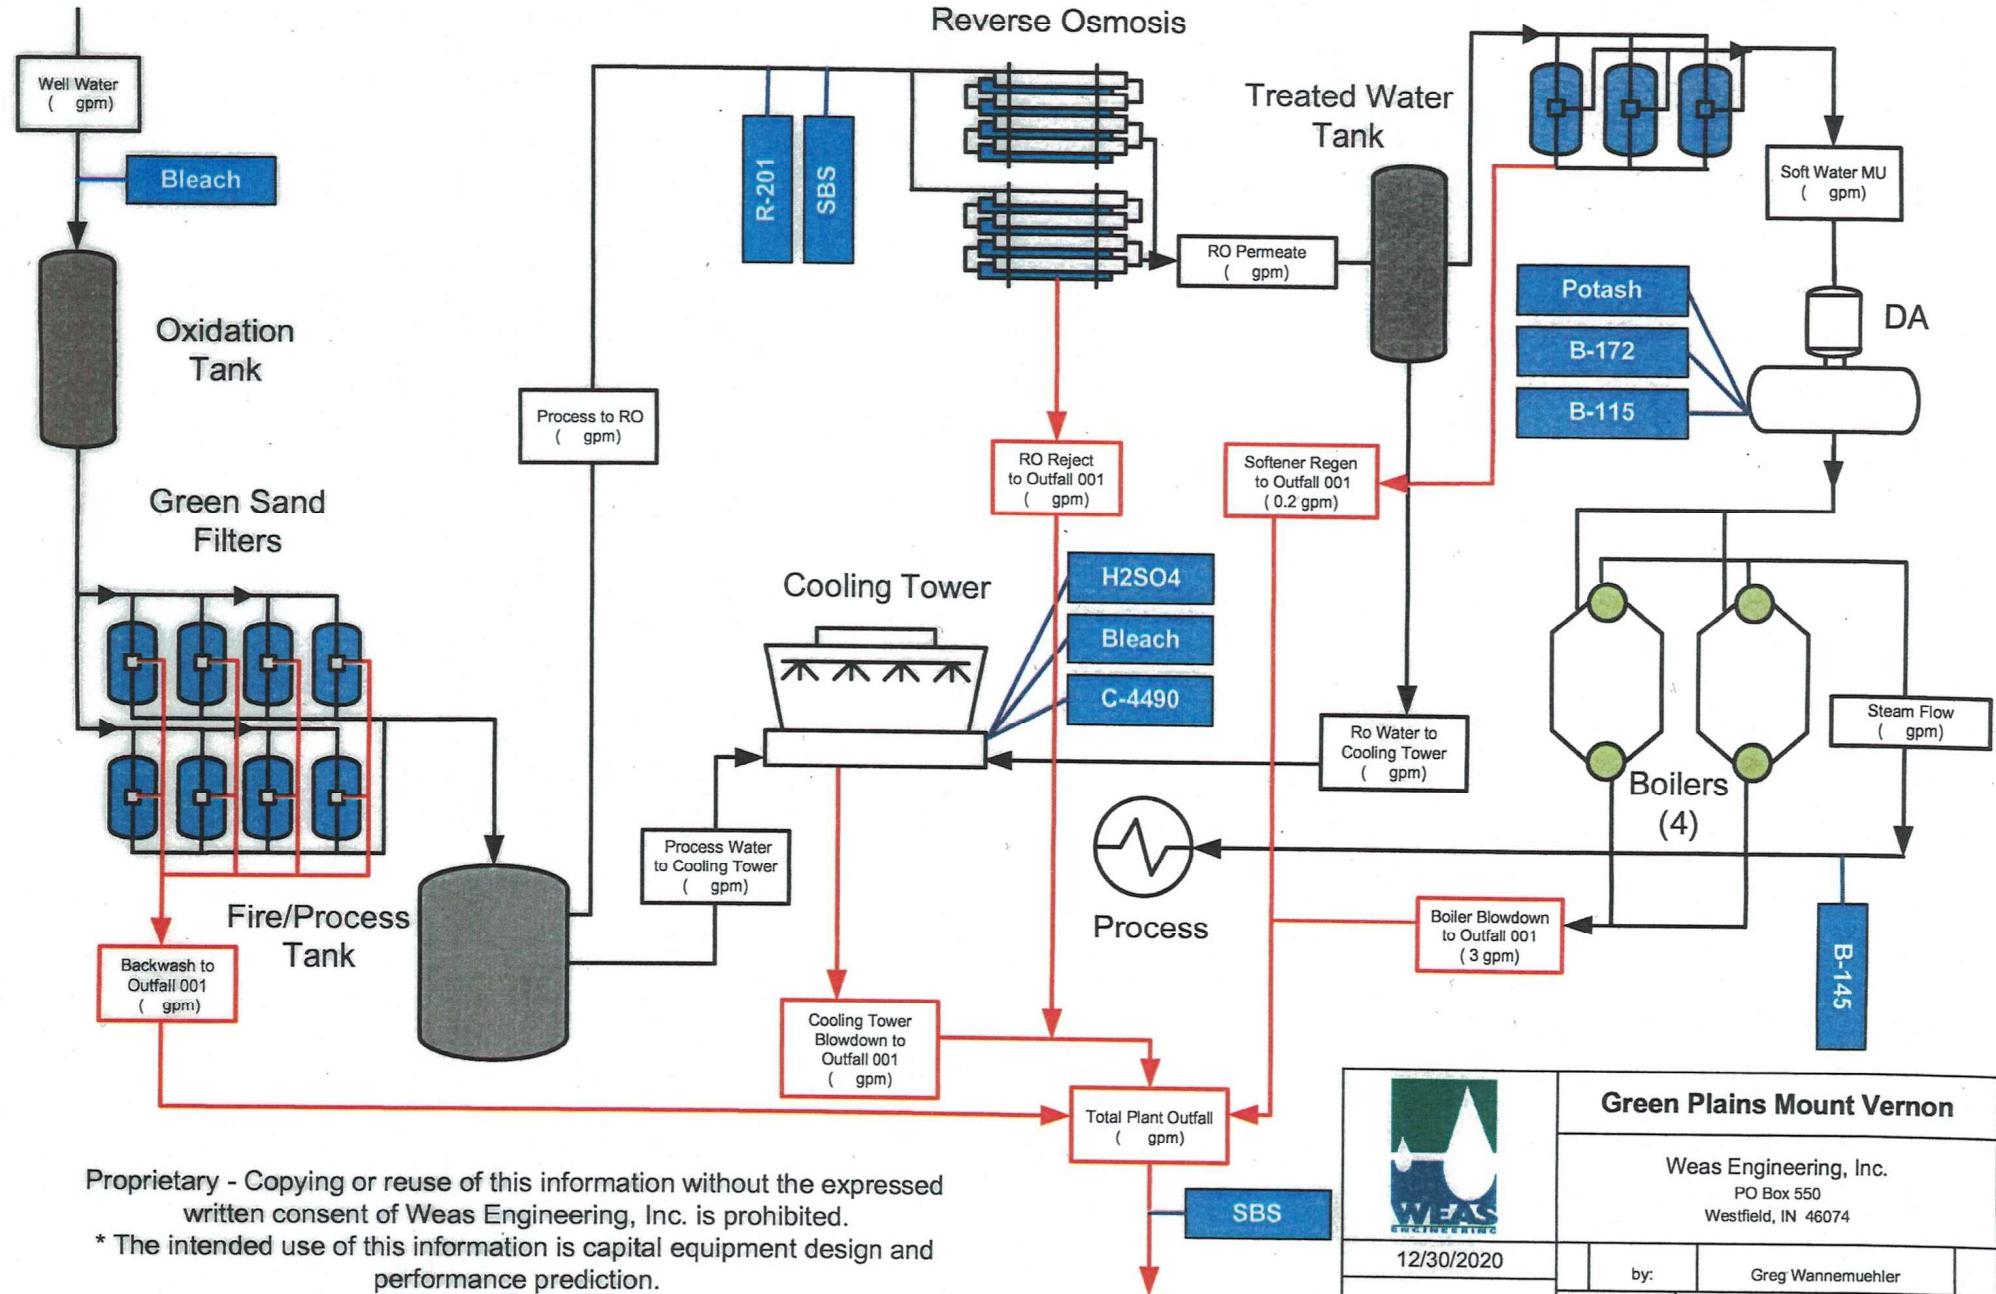 Reverse Osmosis
Well Water
( gpm)
Bleach
Oxidation
Tank
Green Sand
Filters
R-201
SBS
Process to RO
( gpm)
RO Permeate
( gpm)
Treated Water
Tank
Soft Water MU
( gpm)
Potash
B-172
B-115
DA
RO Reject
to Outfall 001
( gpm)
Softener Regen
to Outfall 001
( 0.2 gpm)
Cooling Tower
H2SO4
Bleach
C-4490
Ro Water to
Cooling Tower
( gpm)
Steam Flow
( gpm)
Boilers
(4)
Process Water
to Cooling Tower
( gpm)
Process
Fire/Process
Tank
Backwash to
Outfall 001
( gpm)
Boiler Blowdown
to Outfall 001
( 3 gpm)
B-145
Cooling Tower
Blowdown to
Outfall 001
( gpm)
Total Plant Outfall
( gpm)
SBS
Proprietary - Copying or reuse of this information without the expressed
written consent of Weas Engineering, Inc. is prohibited.
* The intended use of this information is capital equipment design and
performance prediction.
WEAS
ENGINEERING
12/30/2020
Green Plains Mount Vernon
Weas Engineering, Inc.
PO Box 550
Westfield, IN 46074
by:
Greg Wannemuehler